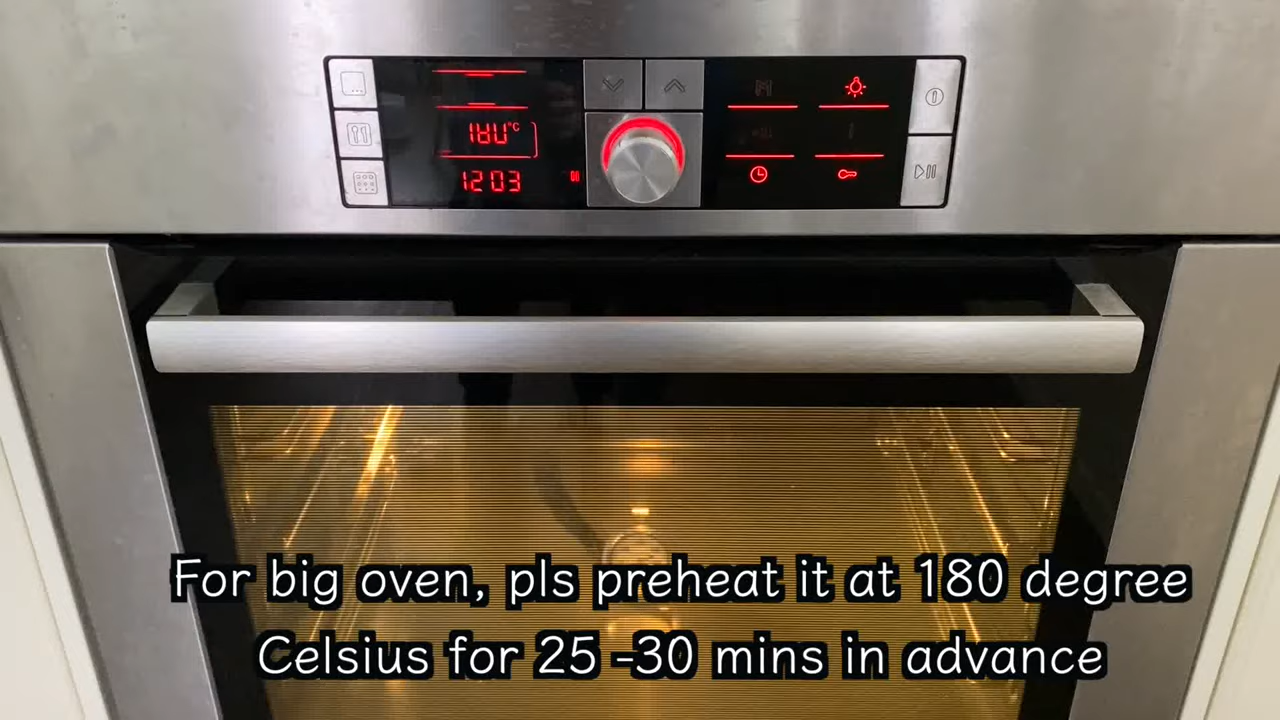 180°C
12 03
For big oven, pls preheat it at 180 degree
Celsius for 25 -30 mins in advance